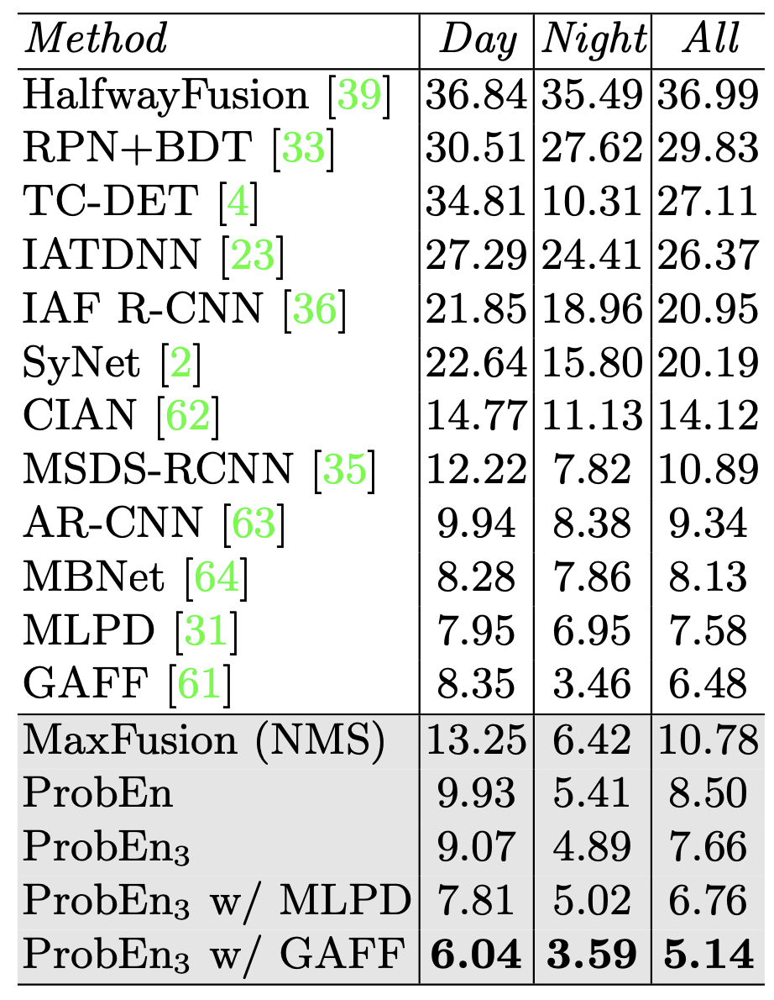 Method Day Night All
HalfwayFusion [39] 36.84 35.49 36.99
RPN+BDT [33] 30.51 27.62 29.83
TC-DET [4] 34.81 10.31 27.11
IATDNN [23] 27.29 24.41 26.37
IAF R-CNN [36] 21.85 18.96 20.95
SyNet [2] 22.64 15.80 20.19
CIAN [62] 14.77 11.13 14.12
MSDS-RCNN [35] 12.22 7.82 10.89
AR-CNN [63] 9.94 8.38 9.34
MBNet [64] 8.28 7.86 8.13
MLPD [31] 7.95 6.95 7.58
GAFF [61] 8.35 3.46 6.48
MaxFusion (NMS) 13.25 6.42 10.78
ProbEn 9.93 5.41 8.50
ProbEn₃ 9.07 4.89 7.66
ProbEn₃ w/ MLPD 7.81 5.02 6.76
ProbEn₃ w/ GAFF 6.04 3.59 5.14